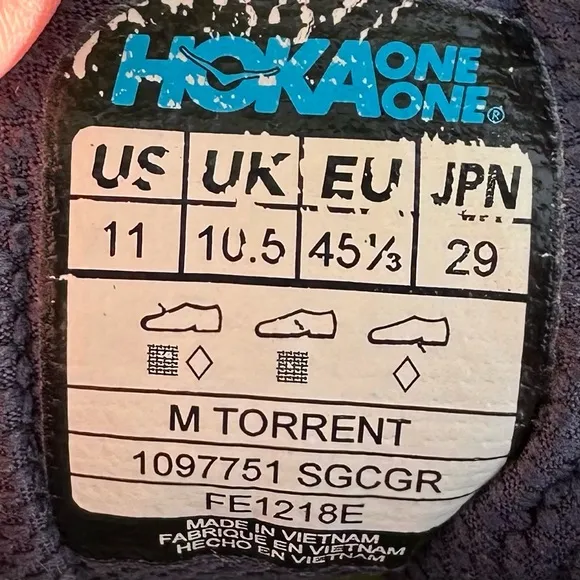 HOKA ONE ONE®
US UK EU JPN
11 10.5 45⅓ 29
M TORRENT
1097751 SGCGR
FE1218E
MADE IN VIETNAM
FABRIQUE EN VIETNAM
HECHO EN VIETNAM